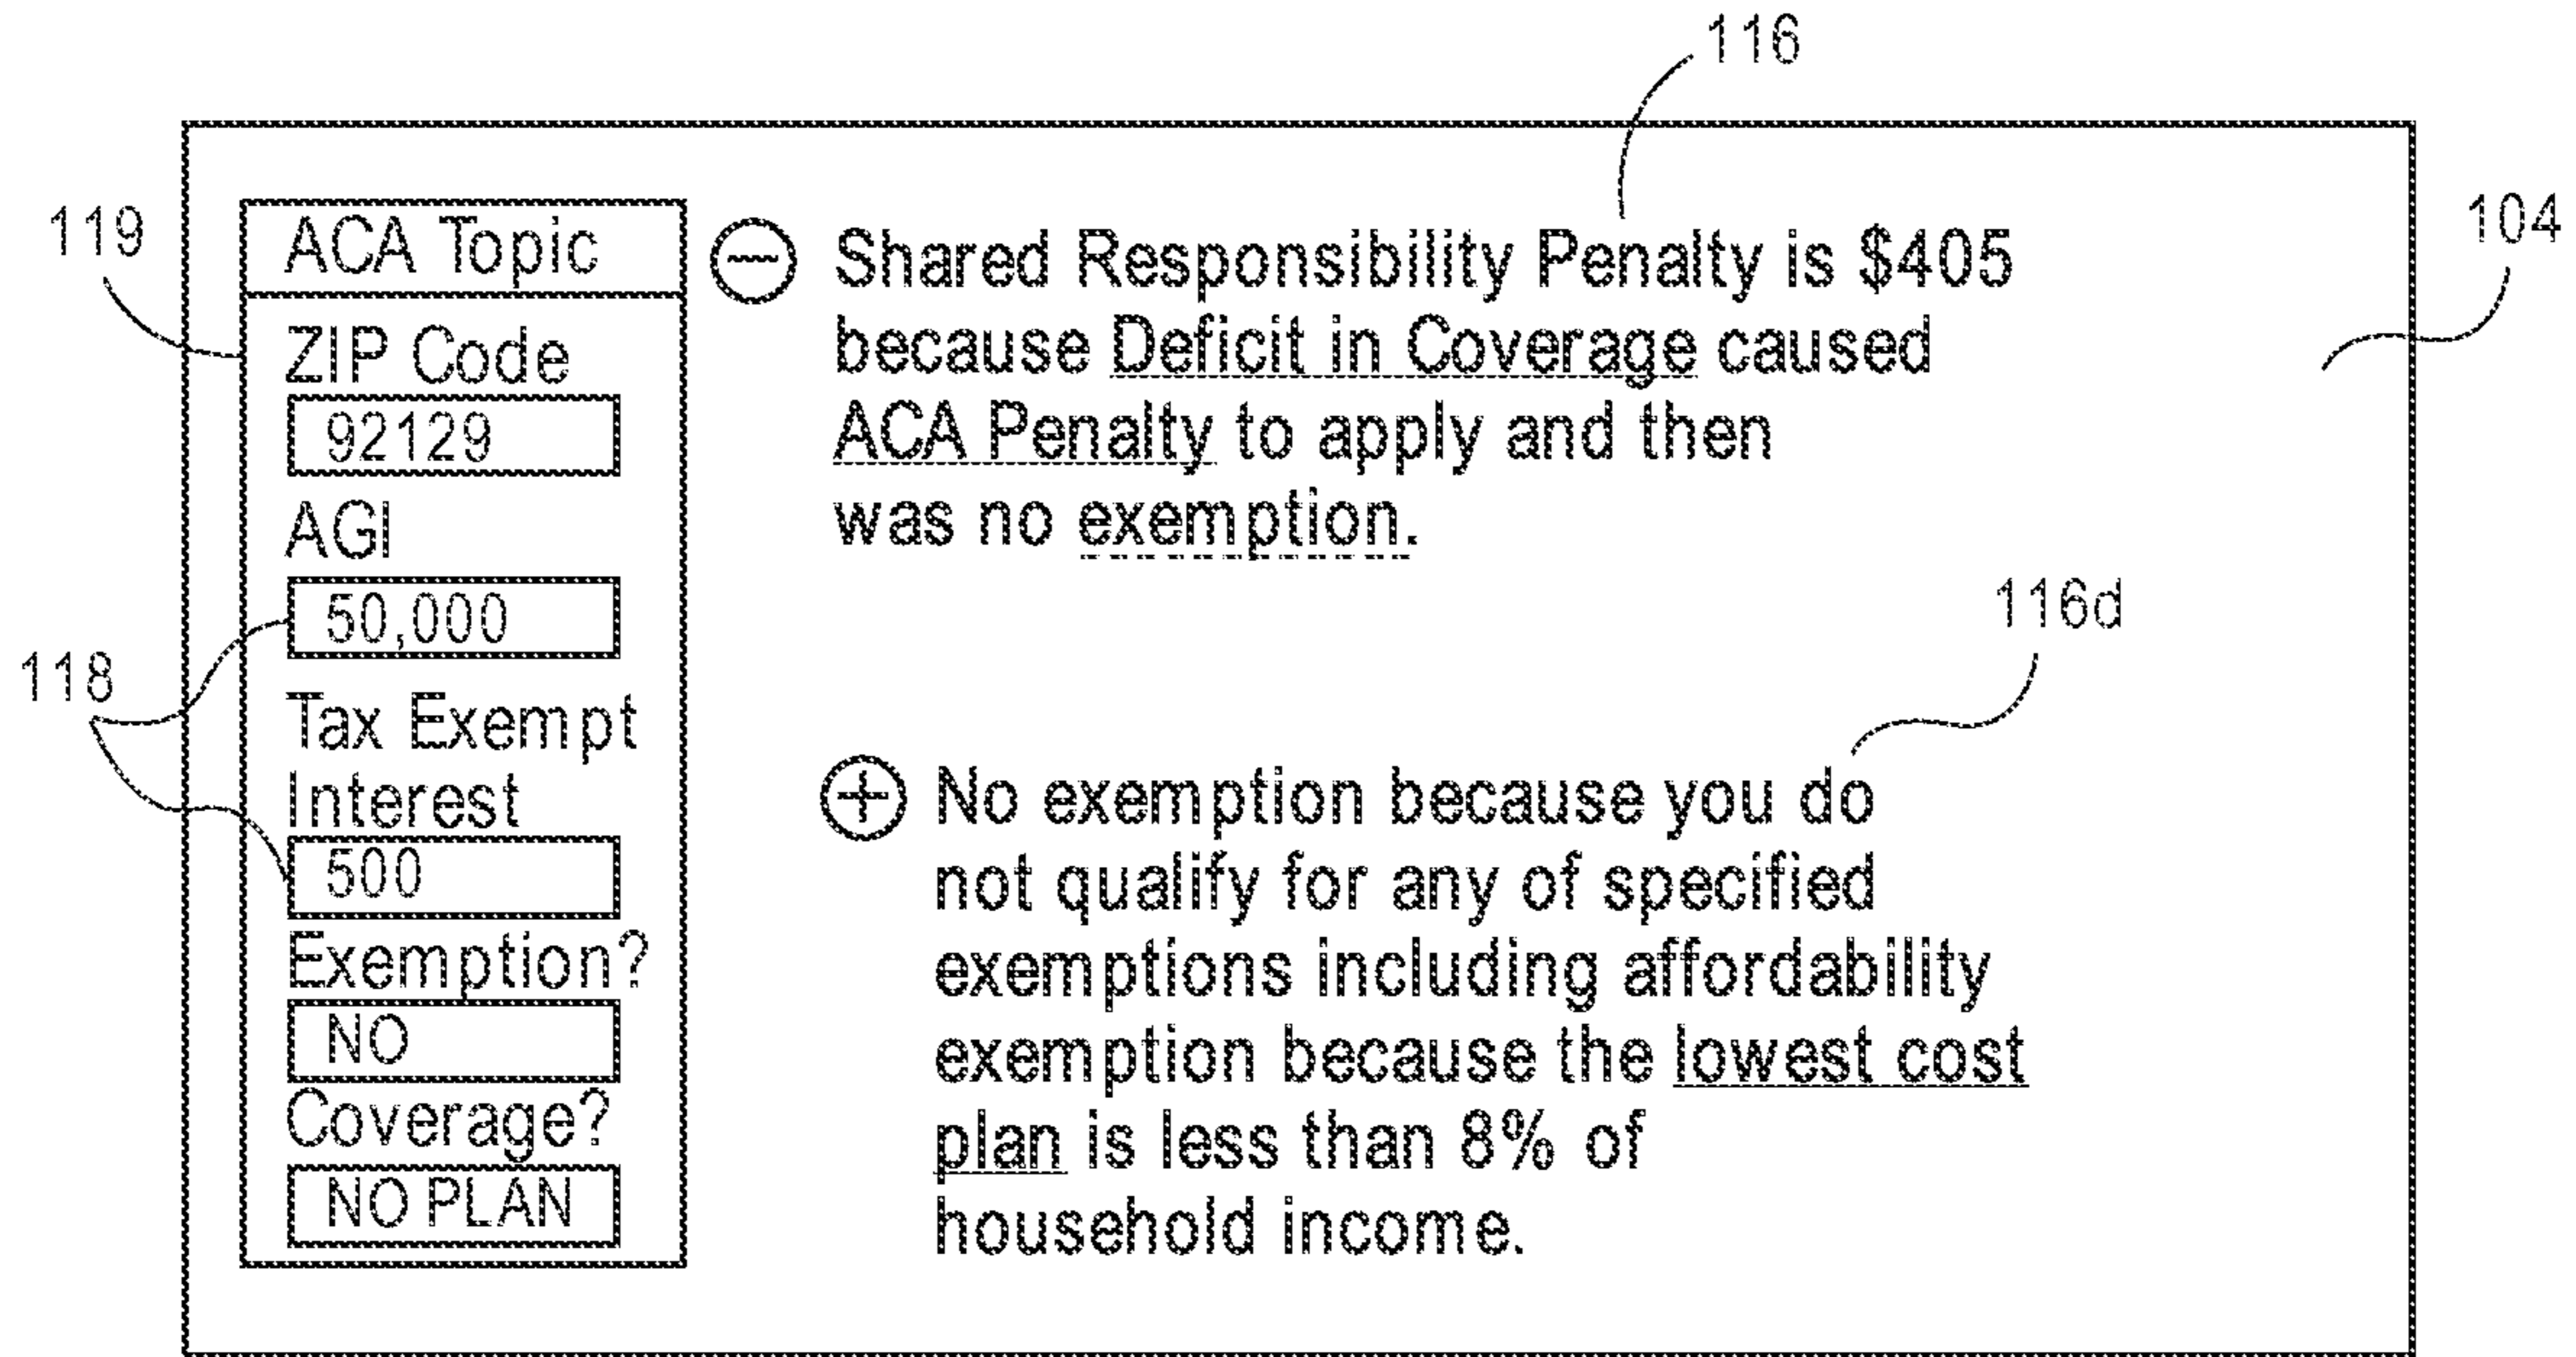 116
119
104
ACA Topic
ZIP Code
92129
AGI
50,000
118
Tax Exempt
Interest
500
Exemption?
NO
Coverage?
NO PLAN
Shared Responsibility Penalty is $405
because Deficit in Coverage caused
ACA Penalty to apply and then
was no exemption.
116d
No exemption because you do
not qualify for any of specified
exemptions including affordability
exemption because the lowest cost
plan is less than 8% of
household income.